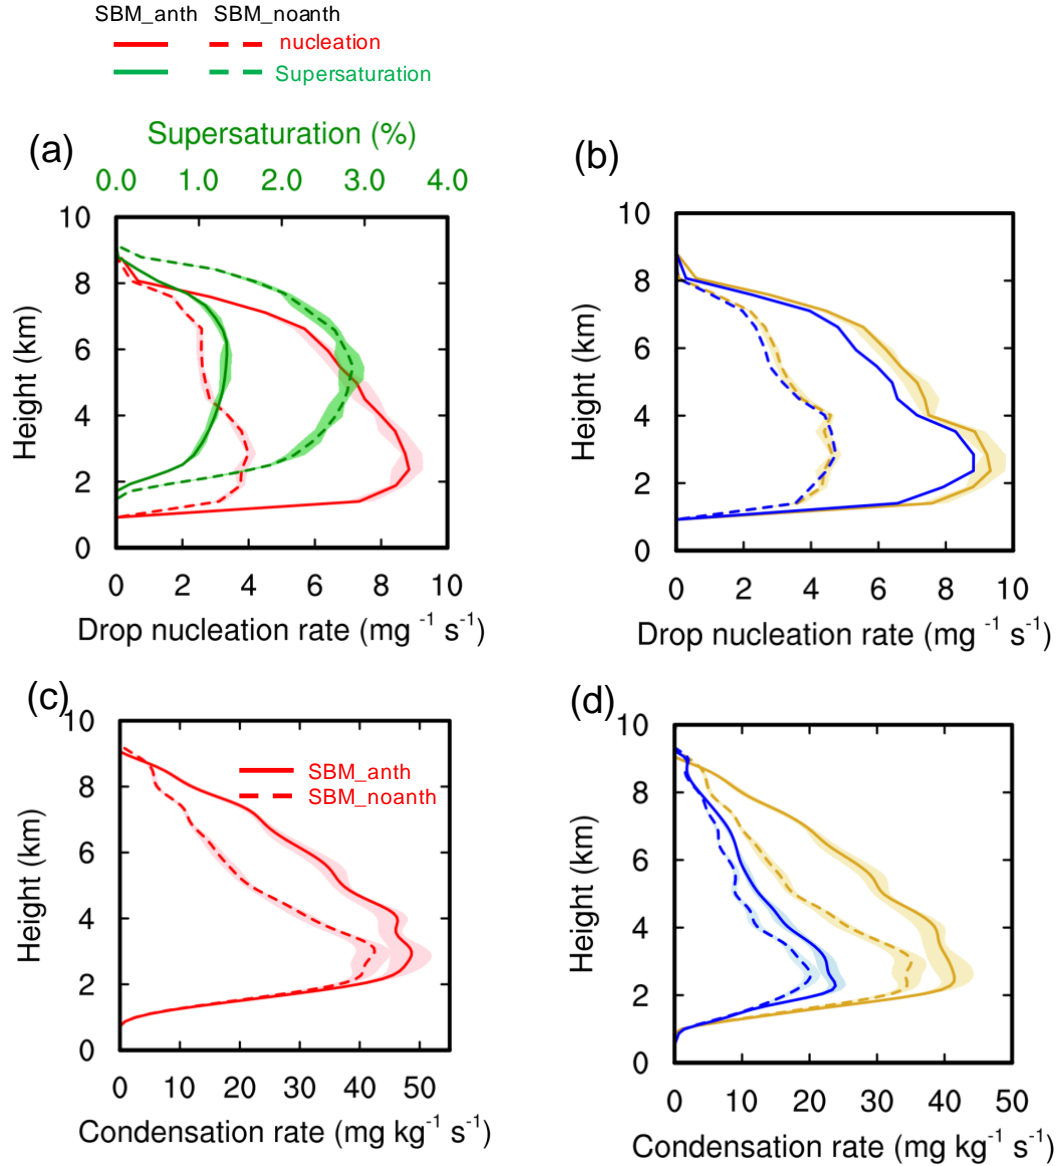 SBM_anth SBM_noanth
nucleation
Supersaturation
(a)
Supersaturation (%)
0.0 1.0 2.0 3.0 4.0
10
8
6
4
2
0
Height (km)
0 2 4 6 8 10
Drop nucleation rate (mg -1 s-1)
(b)
10
8
6
4
2
0
Height (km)
0 2 4 6 8 10
Drop nucleation rate (mg -1 s-1)
(c)
10
8
6
4
2
0
Height (km)
SBM_anth
SBM_noanth
0 10 20 30 40 50
Condensation rate (mg kg-1 s-1)
(d)
10
8
6
4
2
0
Height (km)
0 10 20 30 40 50
Condensation rate (mg kg-1 s-1)